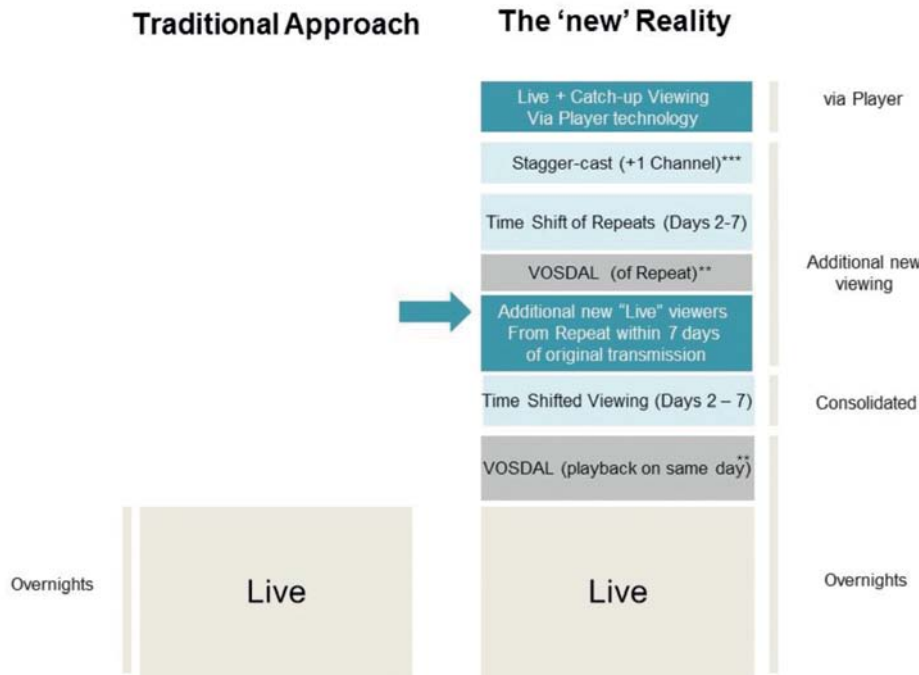 Traditional Approach
The ‘new’ Reality
Live + Catch-up Viewing
Via Player technology
via Player
Stagger-cast (+1 Channel)***
Time Shift of Repeats (Days 2-7)
VOSDAL (of Repeat)**
Additional new
viewing
Additional new “Live” viewers
From Repeat within 7 days
of original transmission
Time Shifted Viewing (Days 2 – 7)
Consolidated
VOSDAL (playback on same day)**
Overnights
Live
Live
Overnights